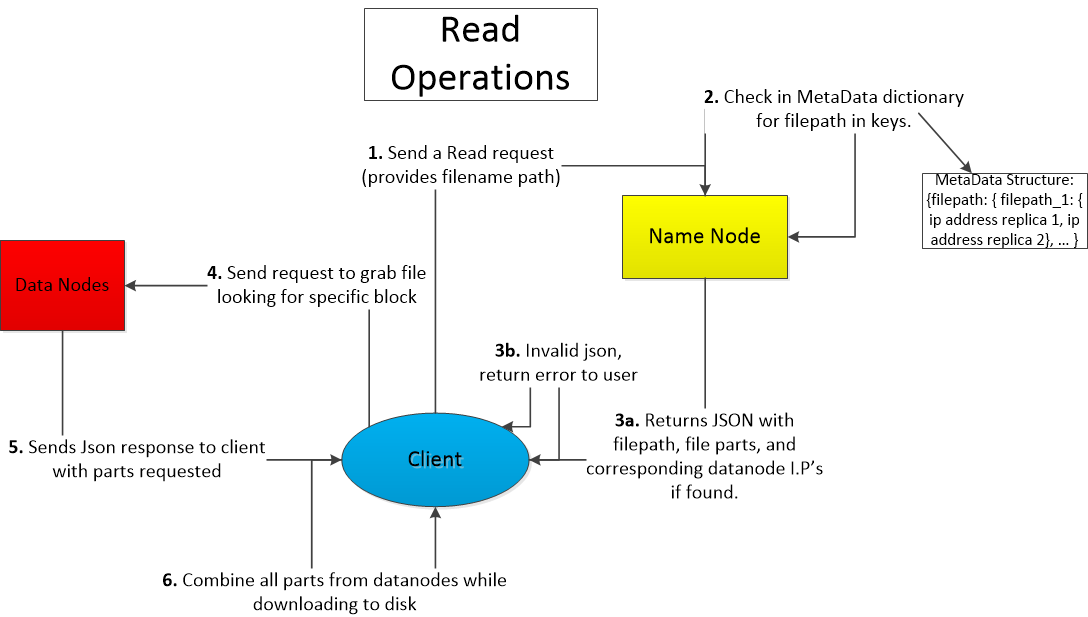 Read
Operations
2. Check in MetaData dictionary
for filepath in keys.
1. Send a Read request
(provides filename path)
MetaData Structure:
{filepath: { filepath_1: {
ip address replica 1, ip
address replica 2}, ... }
Name Node
4. Send request to grab file
looking for specific block
Data Nodes
3b. Invalid json,
return error to user
3a. Returns JSON with
filepath, file parts, and
corresponding datanode I.P's
if found.
5. Sends Json response to client
with parts requested
Client
6. Combine all parts from datanodes while
downloading to disk